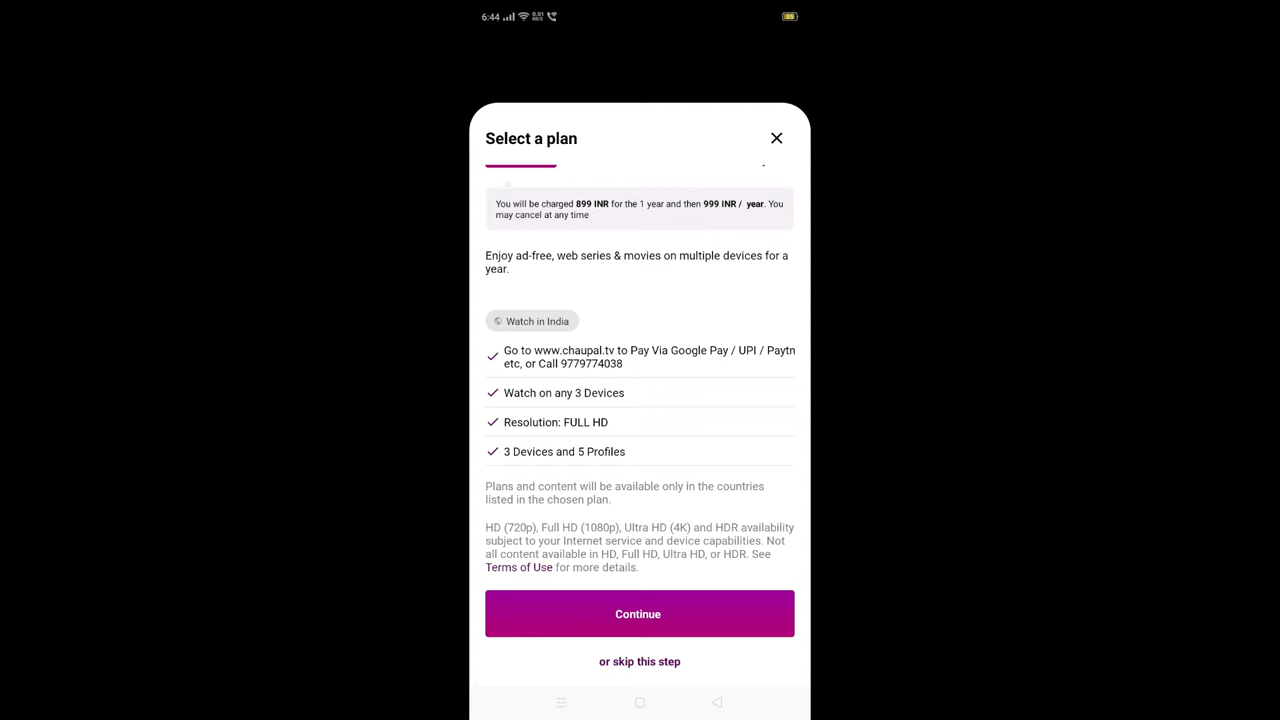 6:44 0.01 KB/S 85
Select a plan
You will be charged 899 INR for the 1 year and then 999 INR / year. You
may cancel at any time
Enjoy ad-free, web series & movies on multiple devices for a
year.
Watch in India
Go to www.chaupal.tv to Pay Via Google Pay / UPI / Paytm
etc, or Call 9779774038
Watch on any 3 Devices
Resolution: FULL HD
3 Devices and 5 Profiles
Plans and content will be available only in the countries
listed in the chosen plan.
HD (720p), Full HD (1080p), Ultra HD (4K) and HDR availability
subject to your Internet service and device capabilities. Not
all content available in HD, Full HD, Ultra HD, or HDR. See
Terms of Use for more details.
Continue
or skip this step